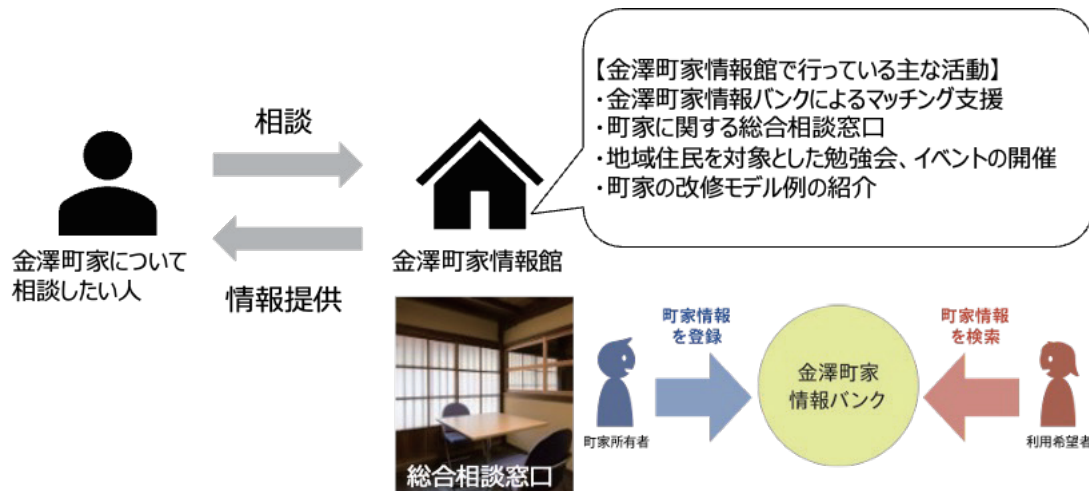 【金澤町家情報館で行っている主な活動】
・金澤町家情報バンクによるマッチング支援
・町家に関する総合相談窓口
・地域住民を対象とした勉強会、イベントの開催
・町家の改修モデル例の紹介
相談
金澤町家について
相談したい人
金澤町家情報館
情報提供
町家情報
を登録
町家情報
を検索
金澤町家
情報バンク
町家所有者
利用希望者
総合相談窓口